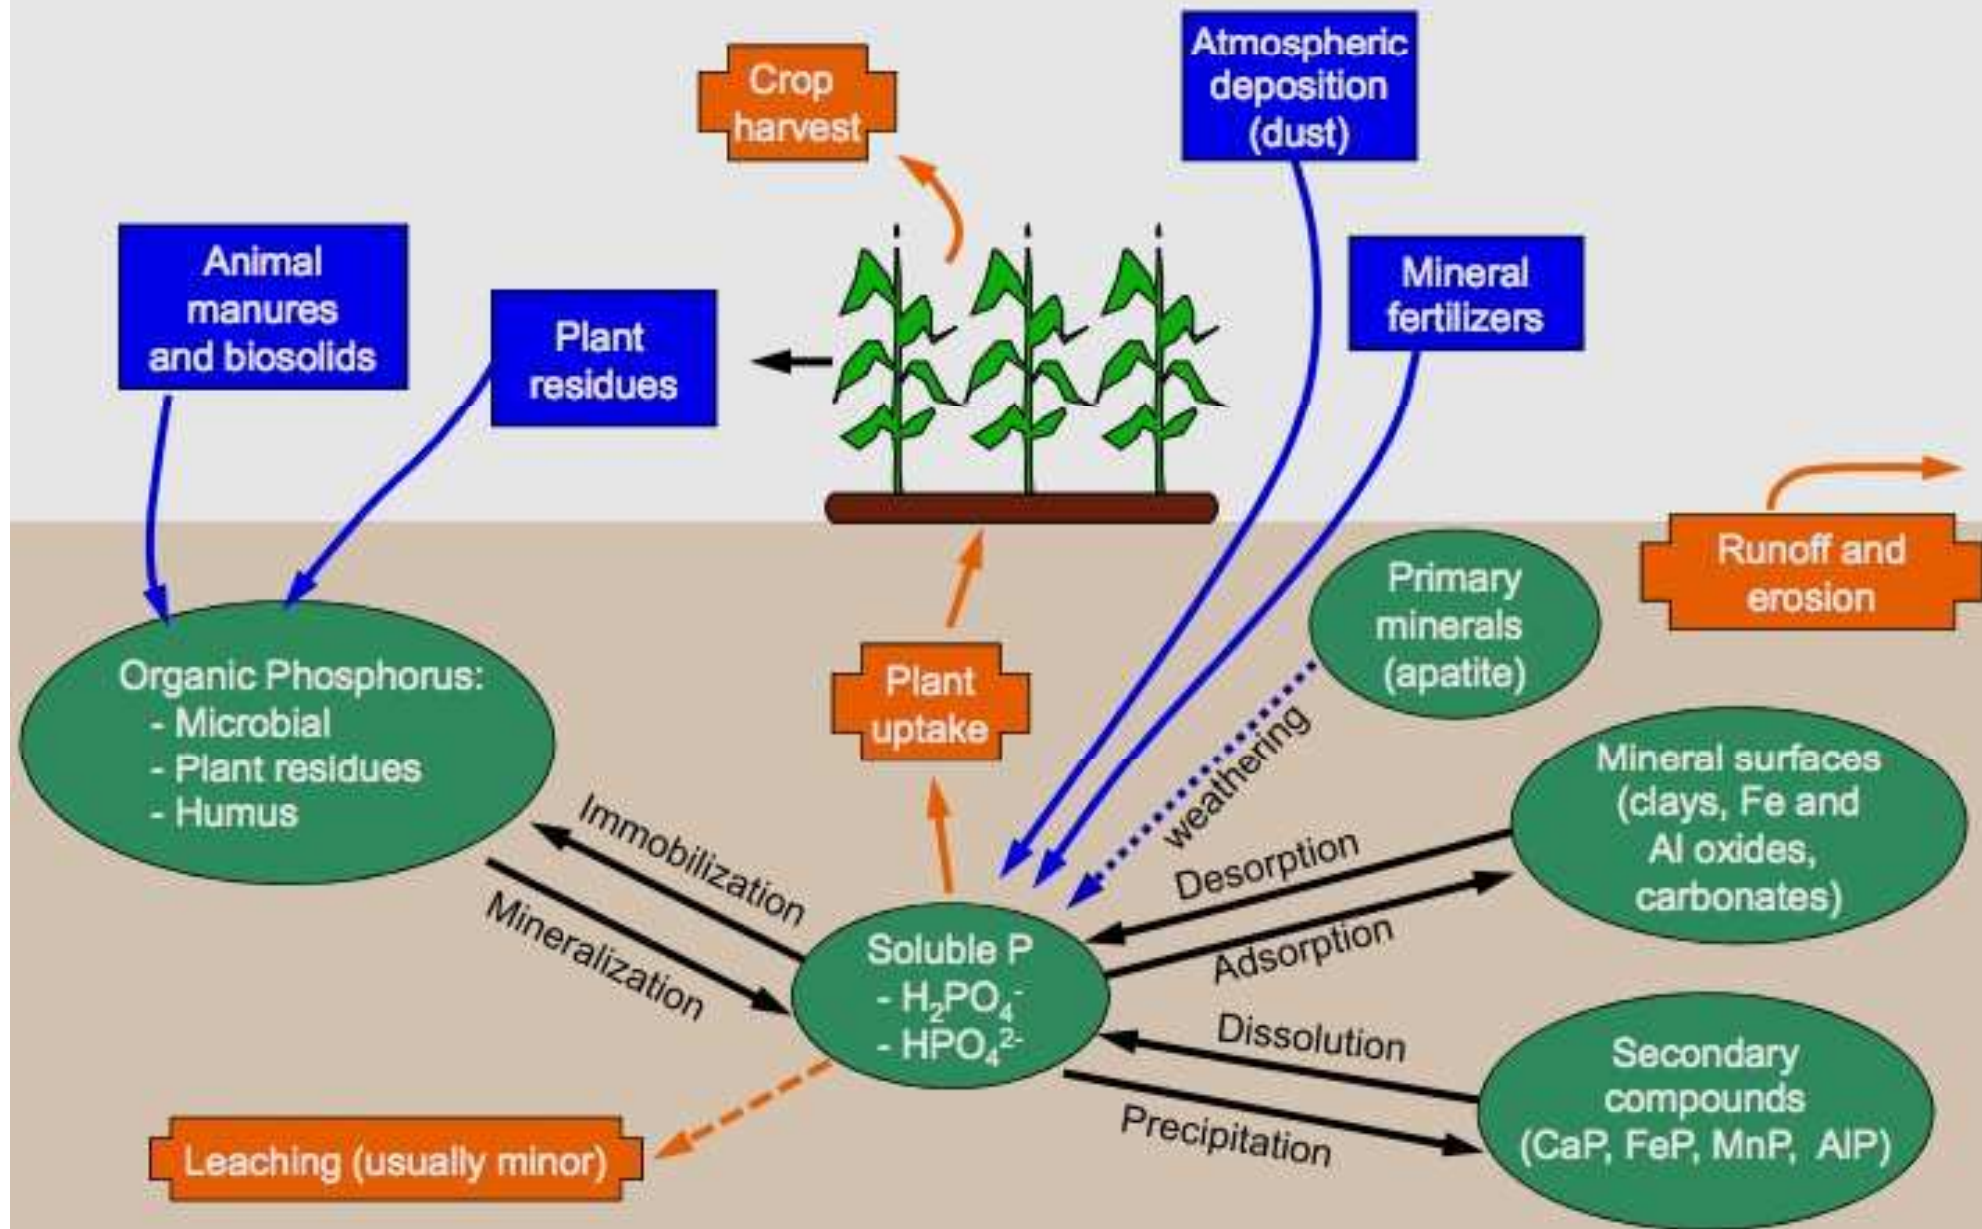 Crop
harvest
Atmospheric
deposition
(dust)
Animal
manures
and biosolids
Plant
residues
Mineral
fertilizers
Runoff and
erosion
Primary
minerals
(apatite)
Organic Phosphorus:
- Microbial
- Plant residues
- Humus
Plant
uptake
weathering
Mineral surfaces
(clays, Fe and
Al oxides,
carbonates)
Immobilization
Mineralization
Desorption
Adsorption
Soluble P
- H₂PO₄⁻
- HPO₄²⁻
Dissolution
Precipitation
Secondary
compounds
(CaP, FeP, MnP, AlP)
Leaching (usually minor)